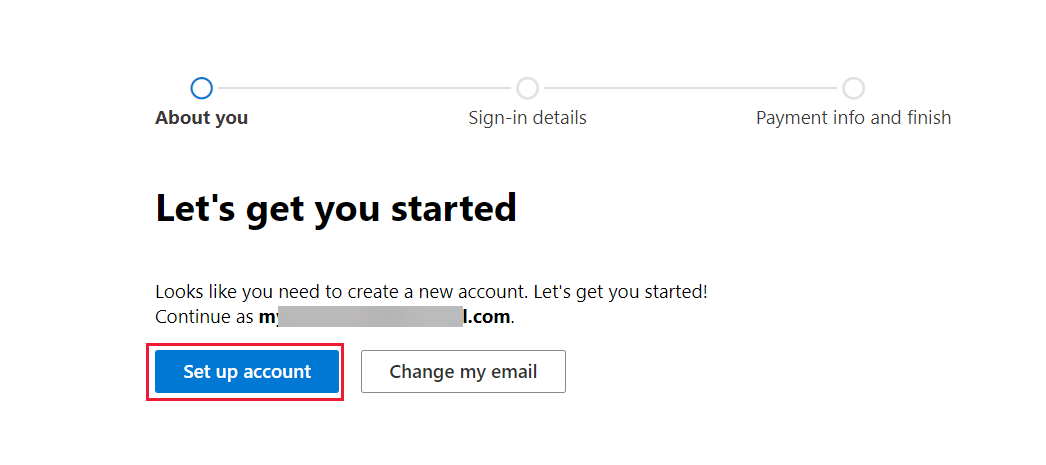 About you
Sign-in details
Payment info and finish
Let's get you started
Looks like you need to create a new account. Let's get you started!
Continue as my l.com.
Set up account
Change my email